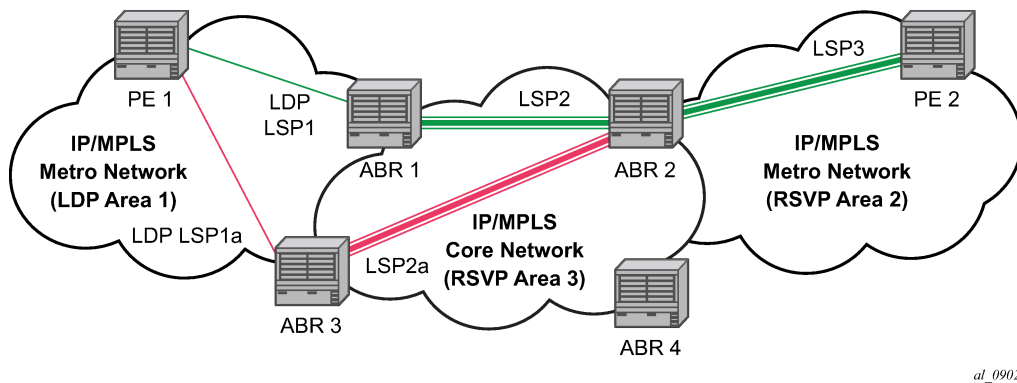 PE 1
LDP
LSP1
ABR 1
LSP2
ABR 2
LSP3
PE 2
IP/MPLS
Metro Network
(LDP Area 1)
IP/MPLS
Metro Network
(RSVP Area 2)
LDP LSP1a
ABR 3
LSP2a
IP/MPLS
Core Network
(RSVP Area 3)
ABR 4
al_0902